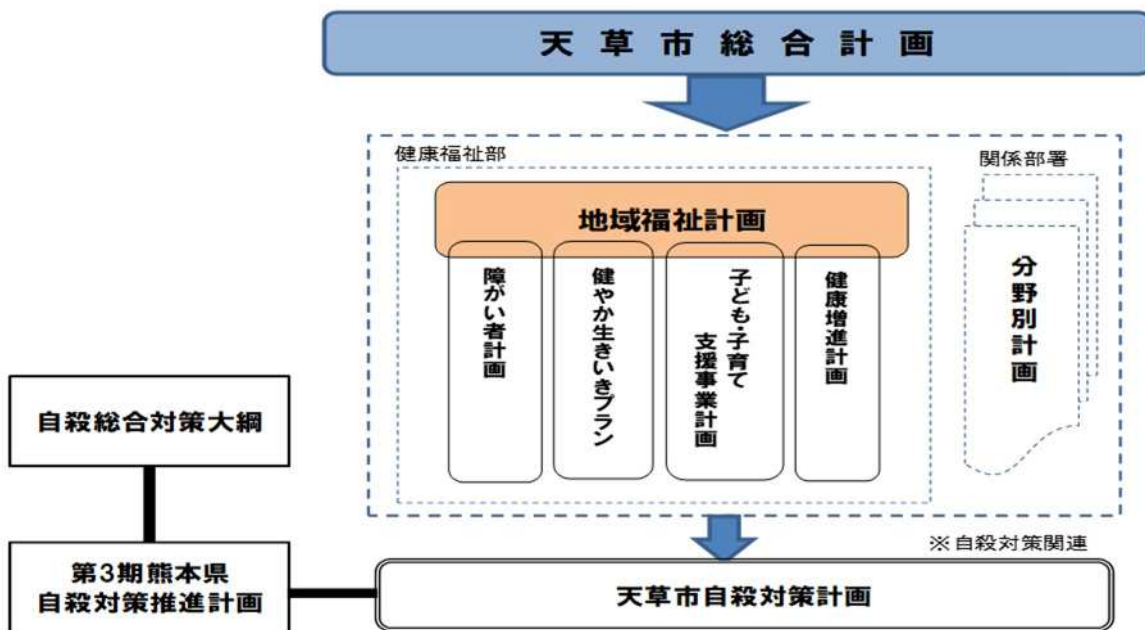 天草市総合計画
健康福祉部
関係部署
地域福祉計画
障がい者計画
健やか生きいきプラン
子ども・子育て
支援事業計画
健康増進計画
分野別計画
自殺総合対策大綱
※自殺対策関連
第3期熊本県
自殺対策推進計画
天草市自殺対策計画